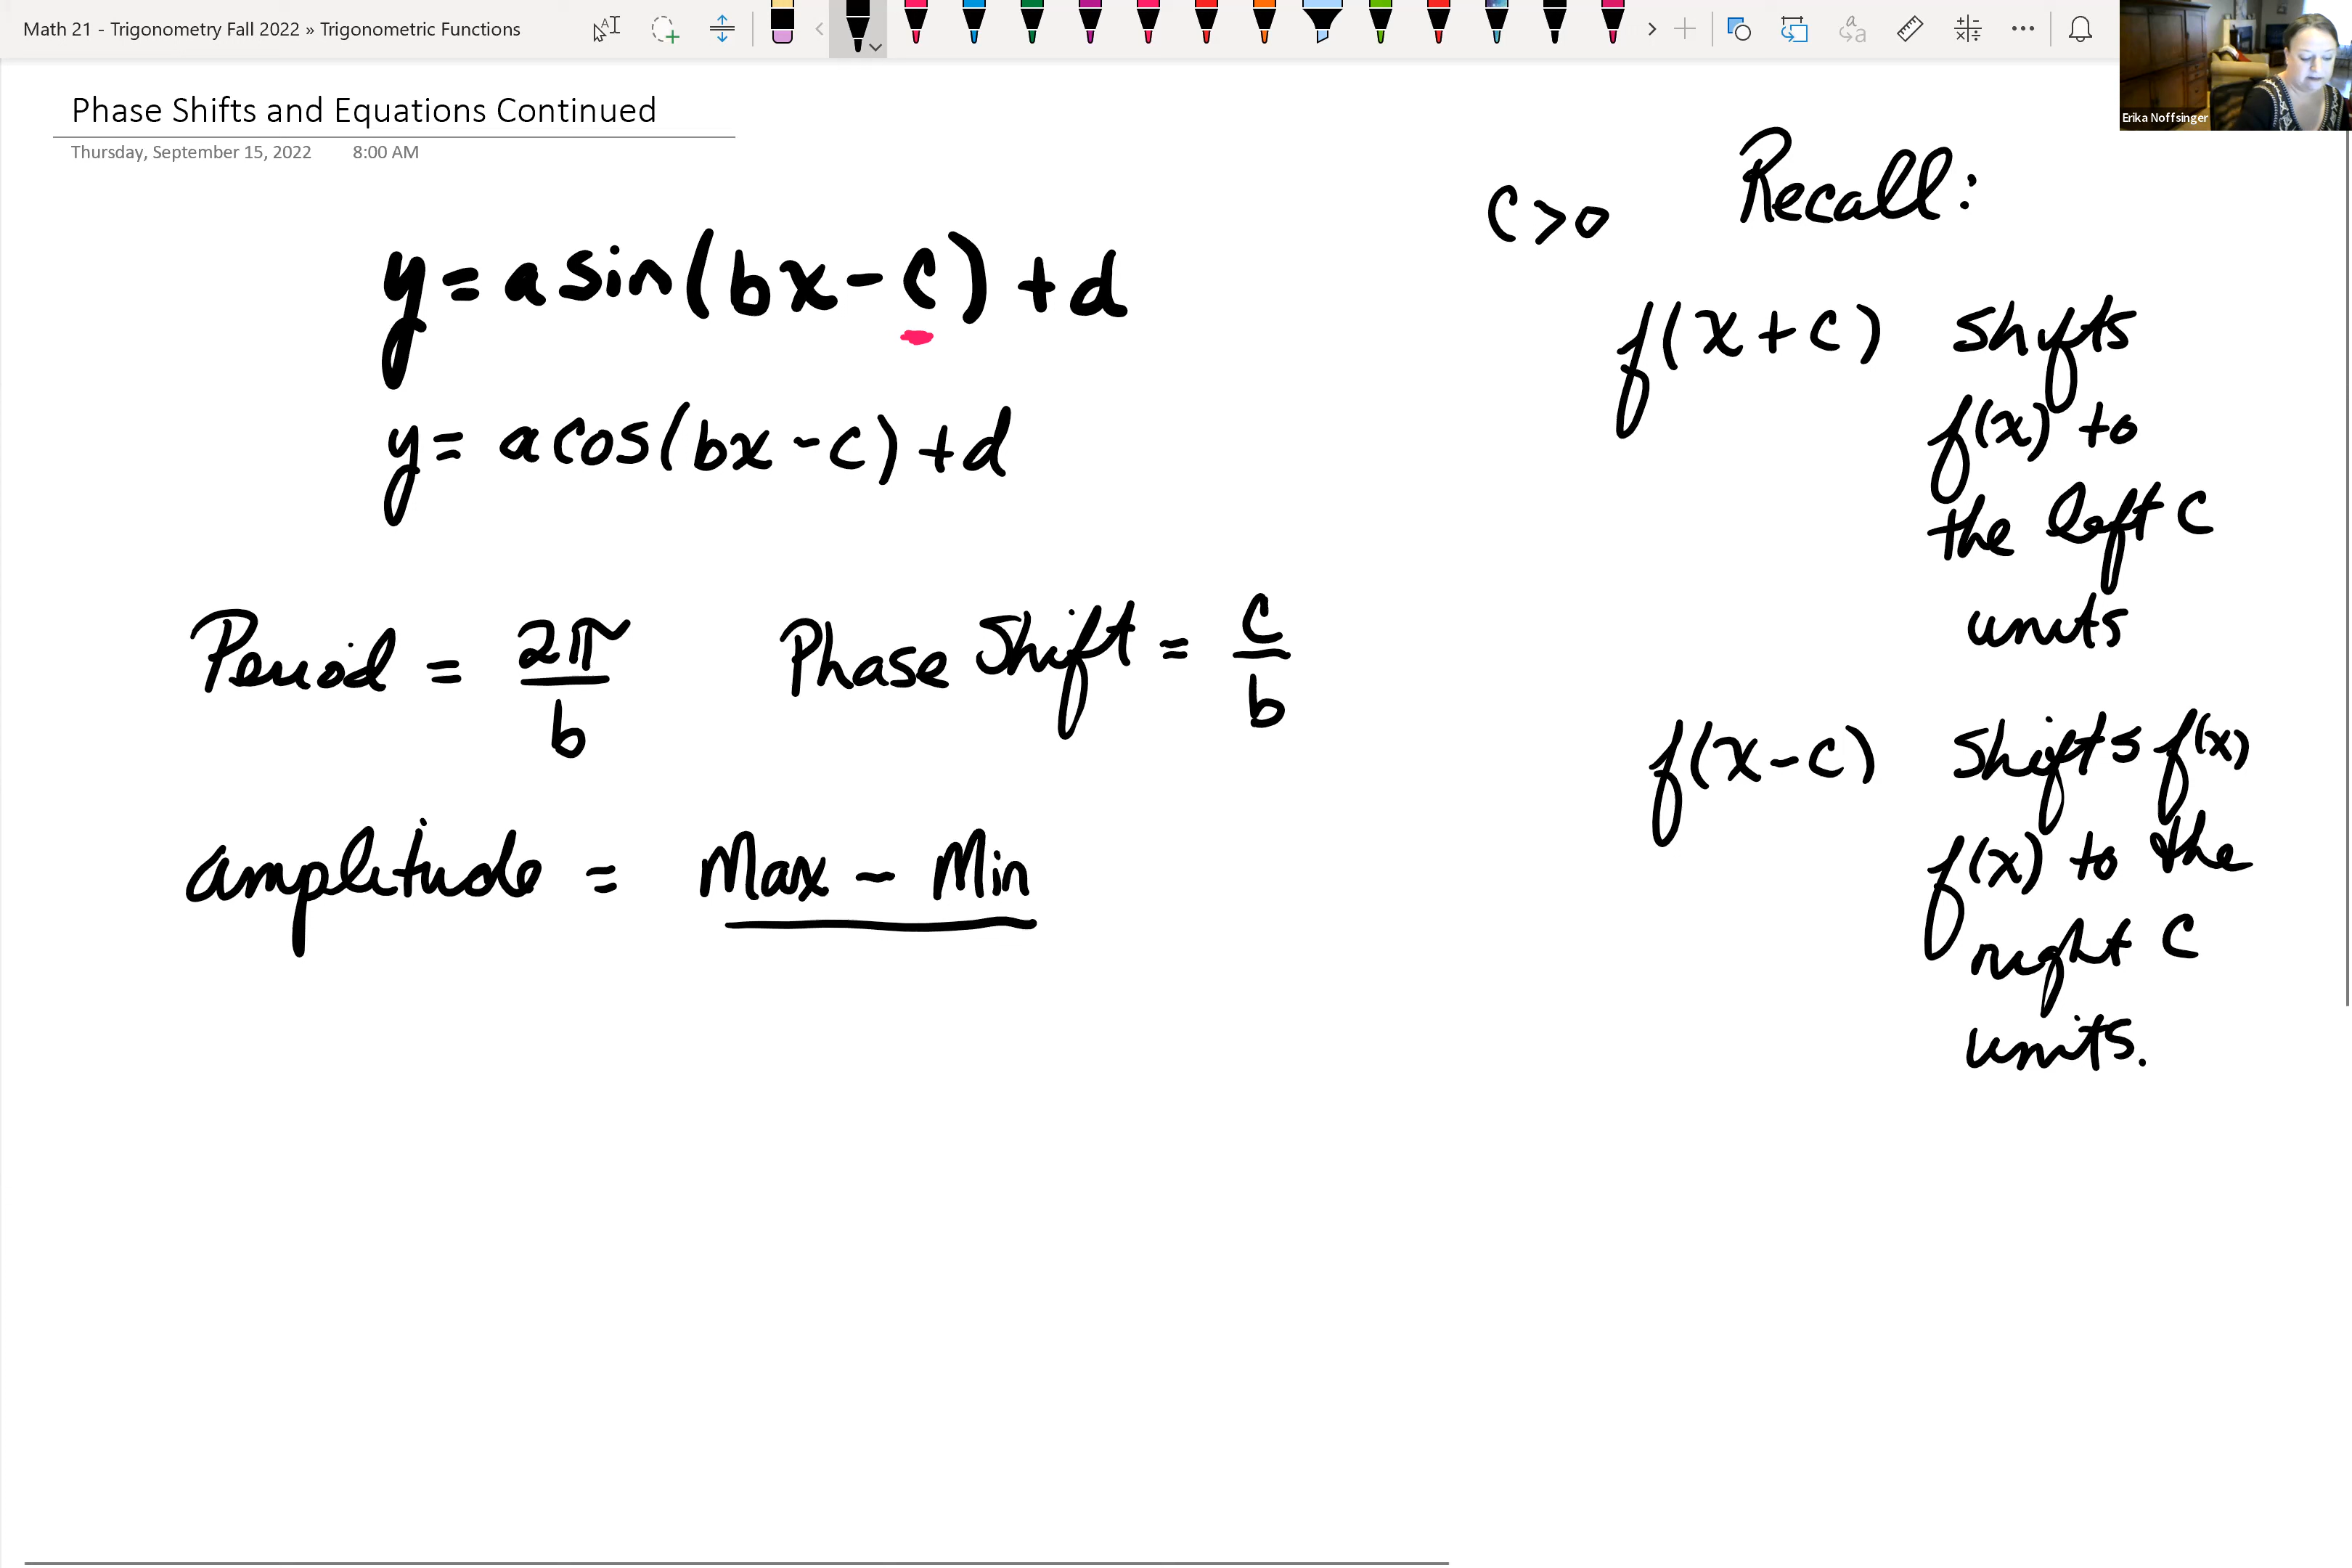 Math 21 - Trigonometry Fall 2022 » Trigonometric Functions
Erika Noffsinger
Phase Shifts and Equations Continued
Thursday, September 15, 2022 8:00 AM
y = a sin(bx - c) + d
y = a cos(bx - c) + d
Period = 2π/b Phase Shift = c/b
amplitude = Max - Min
c > 0 Recall:
f(x + c) shifts
f(x) to
the left c
units
f(x - c) shifts f(x)
f(x) to the
right c
units.